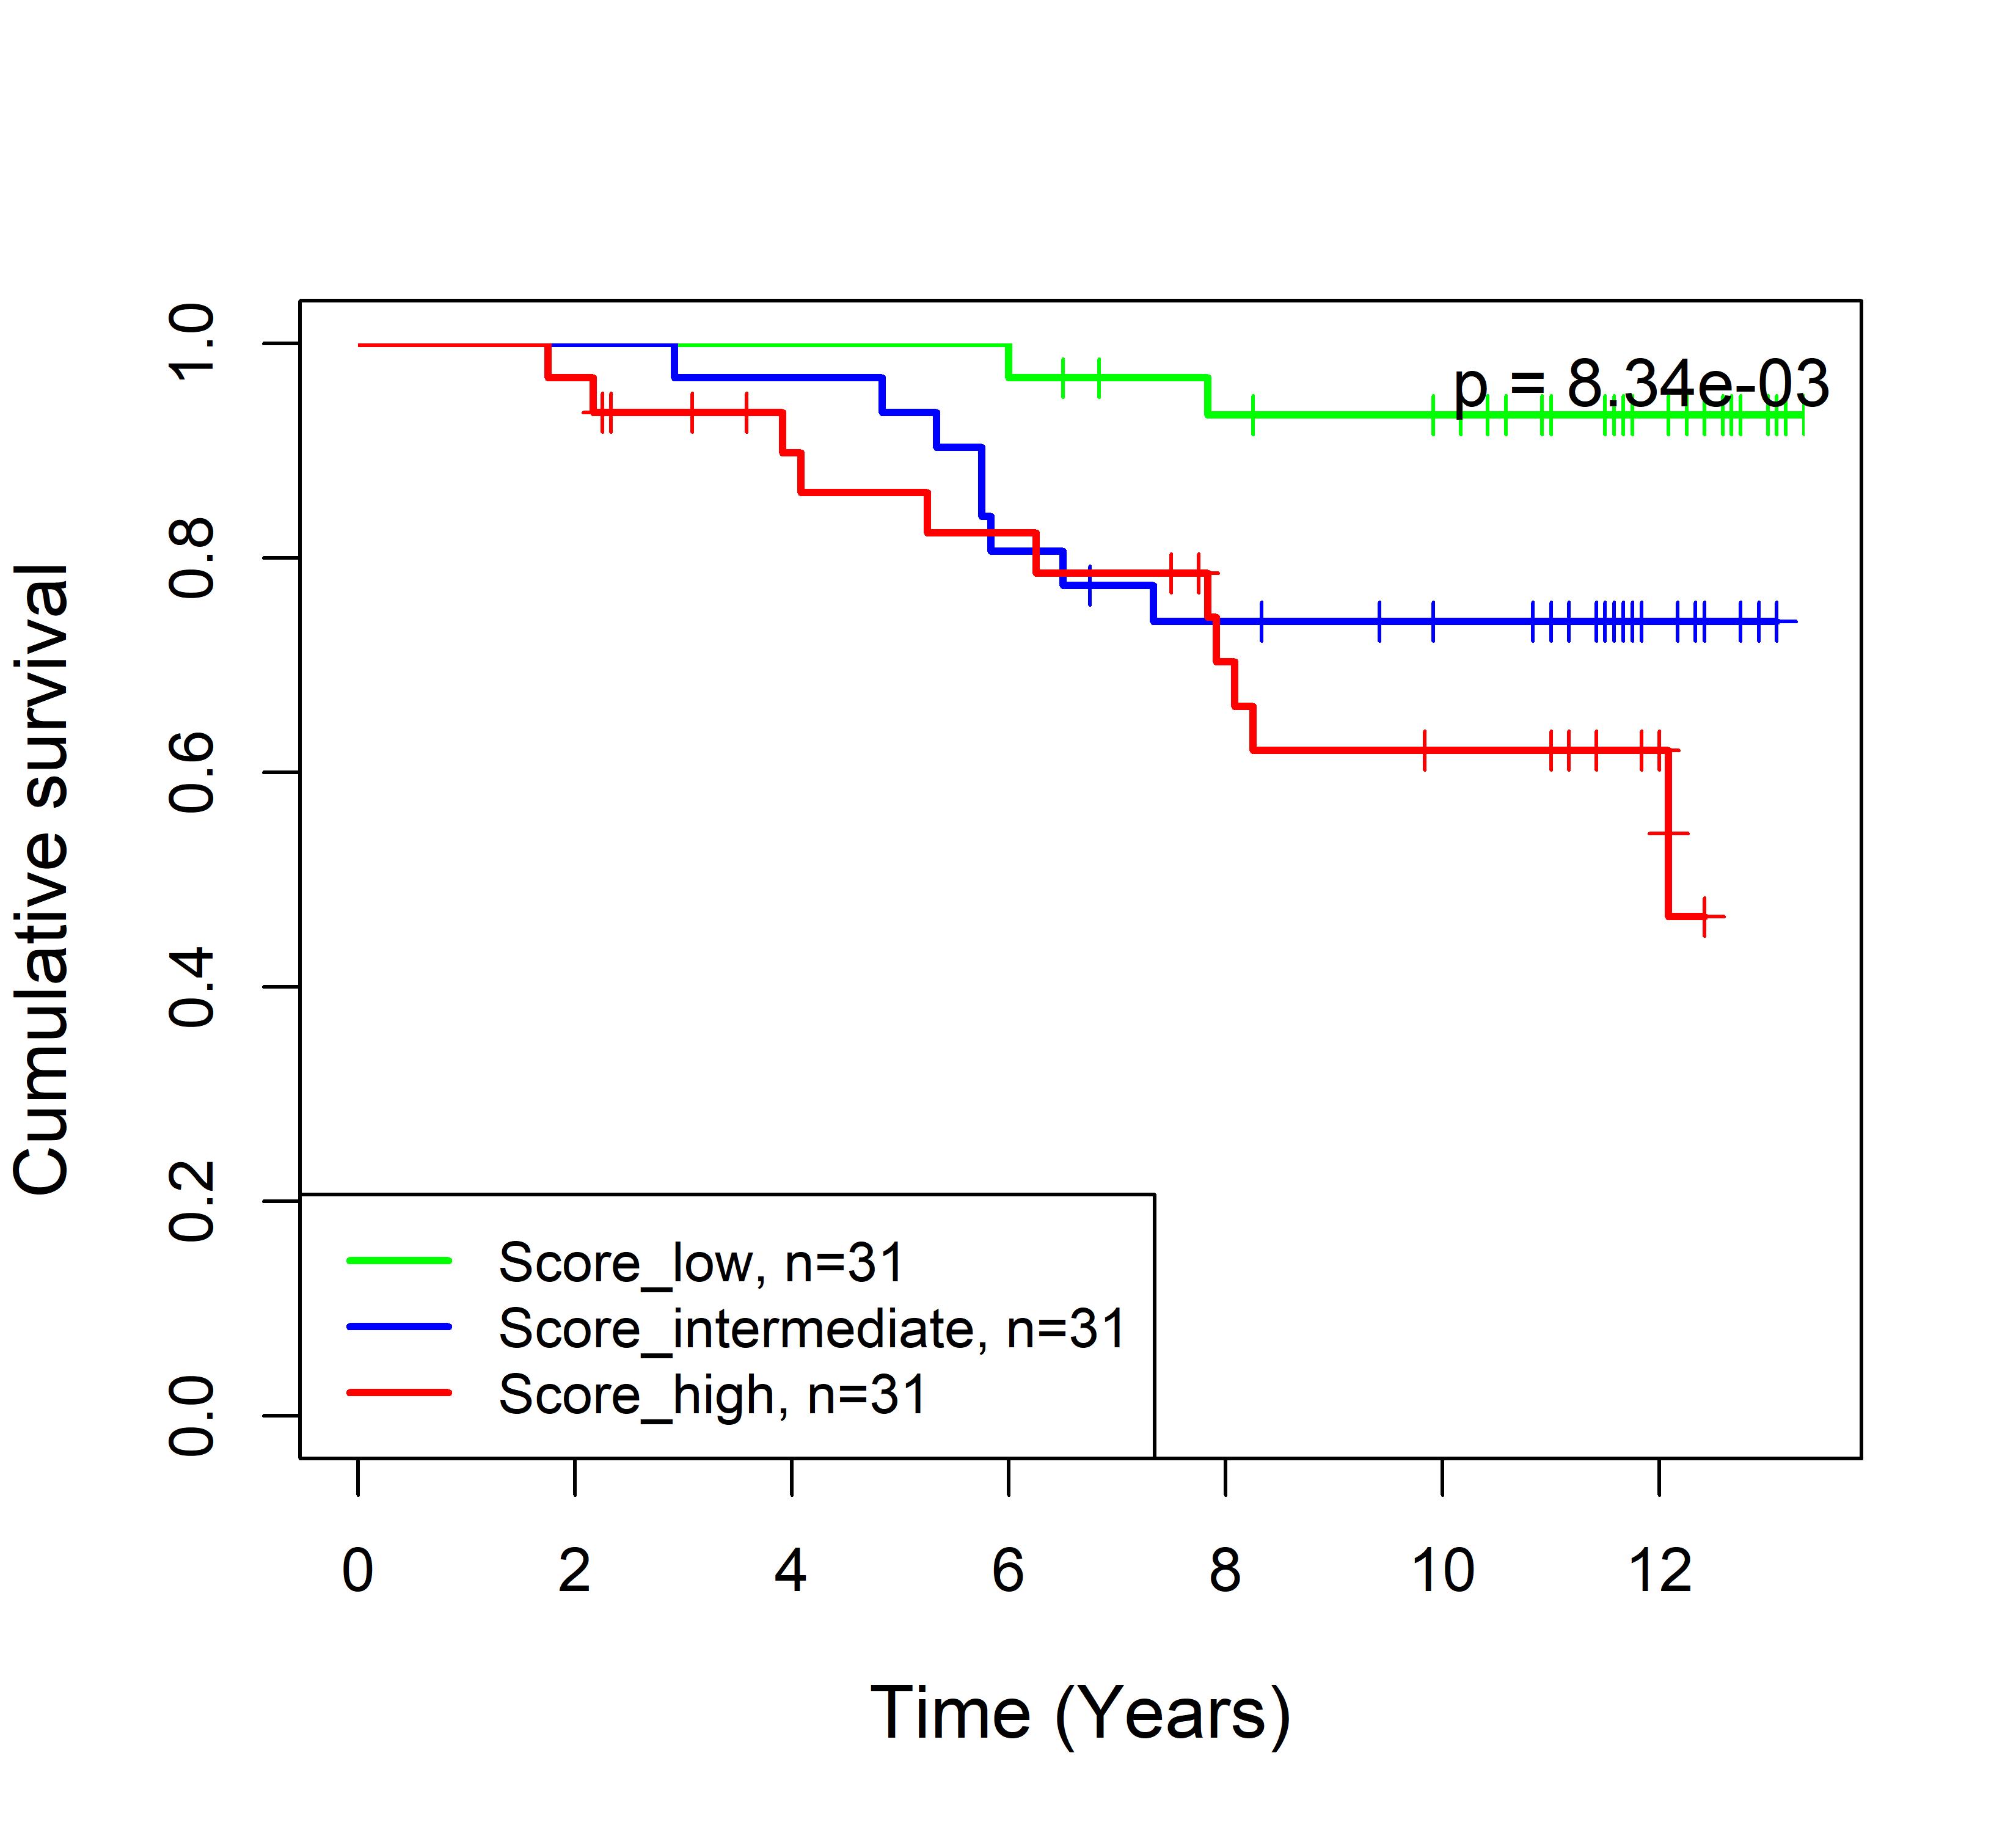 p = 8.34e-03
Cumulative survival
1.0
0.8
0.6
0.4
0.2
0.0
Score_low, n=31
Score_intermediate, n=31
Score_high, n=31
0 2 4 6 8 10 12
Time (Years)